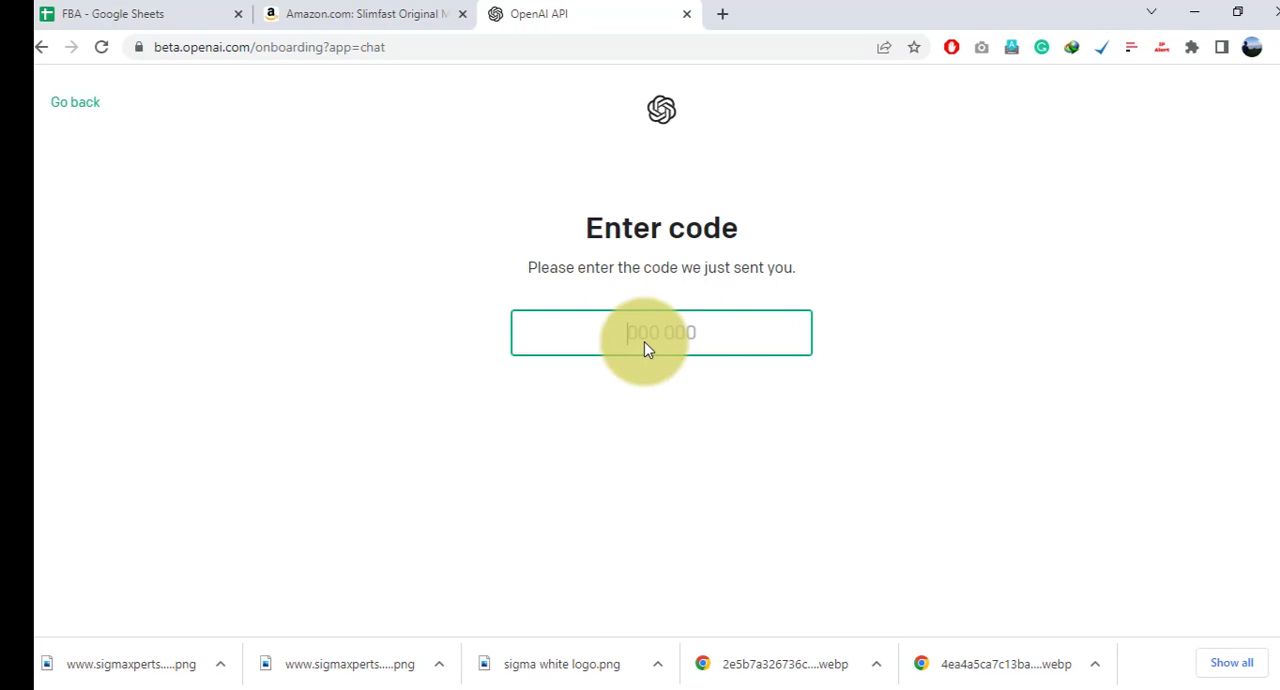 FBA - Google Sheets
Amazon.com: Slimfast Original M
OpenAI API
beta.openai.com/onboarding?app=chat
Go back
Enter code
Please enter the code we just sent you.
000 000
www.sigmaxperts.....png
www.sigmaxperts.....png
sigma white logo.png
2e5b7a326736c....webp
4ea4a5ca7c13ba....webp
Show all